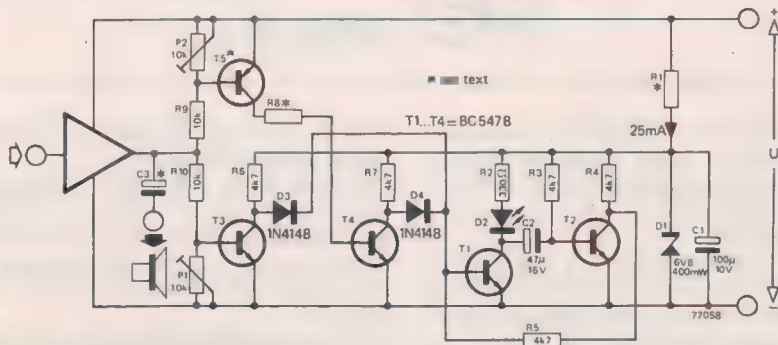 P2
10k
T5*
R1
*
* = text
R8*
R9
10k
T1...T4 = BC547B
25mA
U
C3
*
R10
10k
R6
4k7
D3
1N4148
R7
4k7
D4
1N4148
R2
330Ω
D2
R3
4k7
R4
4k7
C2
47µ
16V
T2
T3
T4
T1
D1
6V8
400mW
C1
100µ
10V
P1
10k
R5
4k7
77058